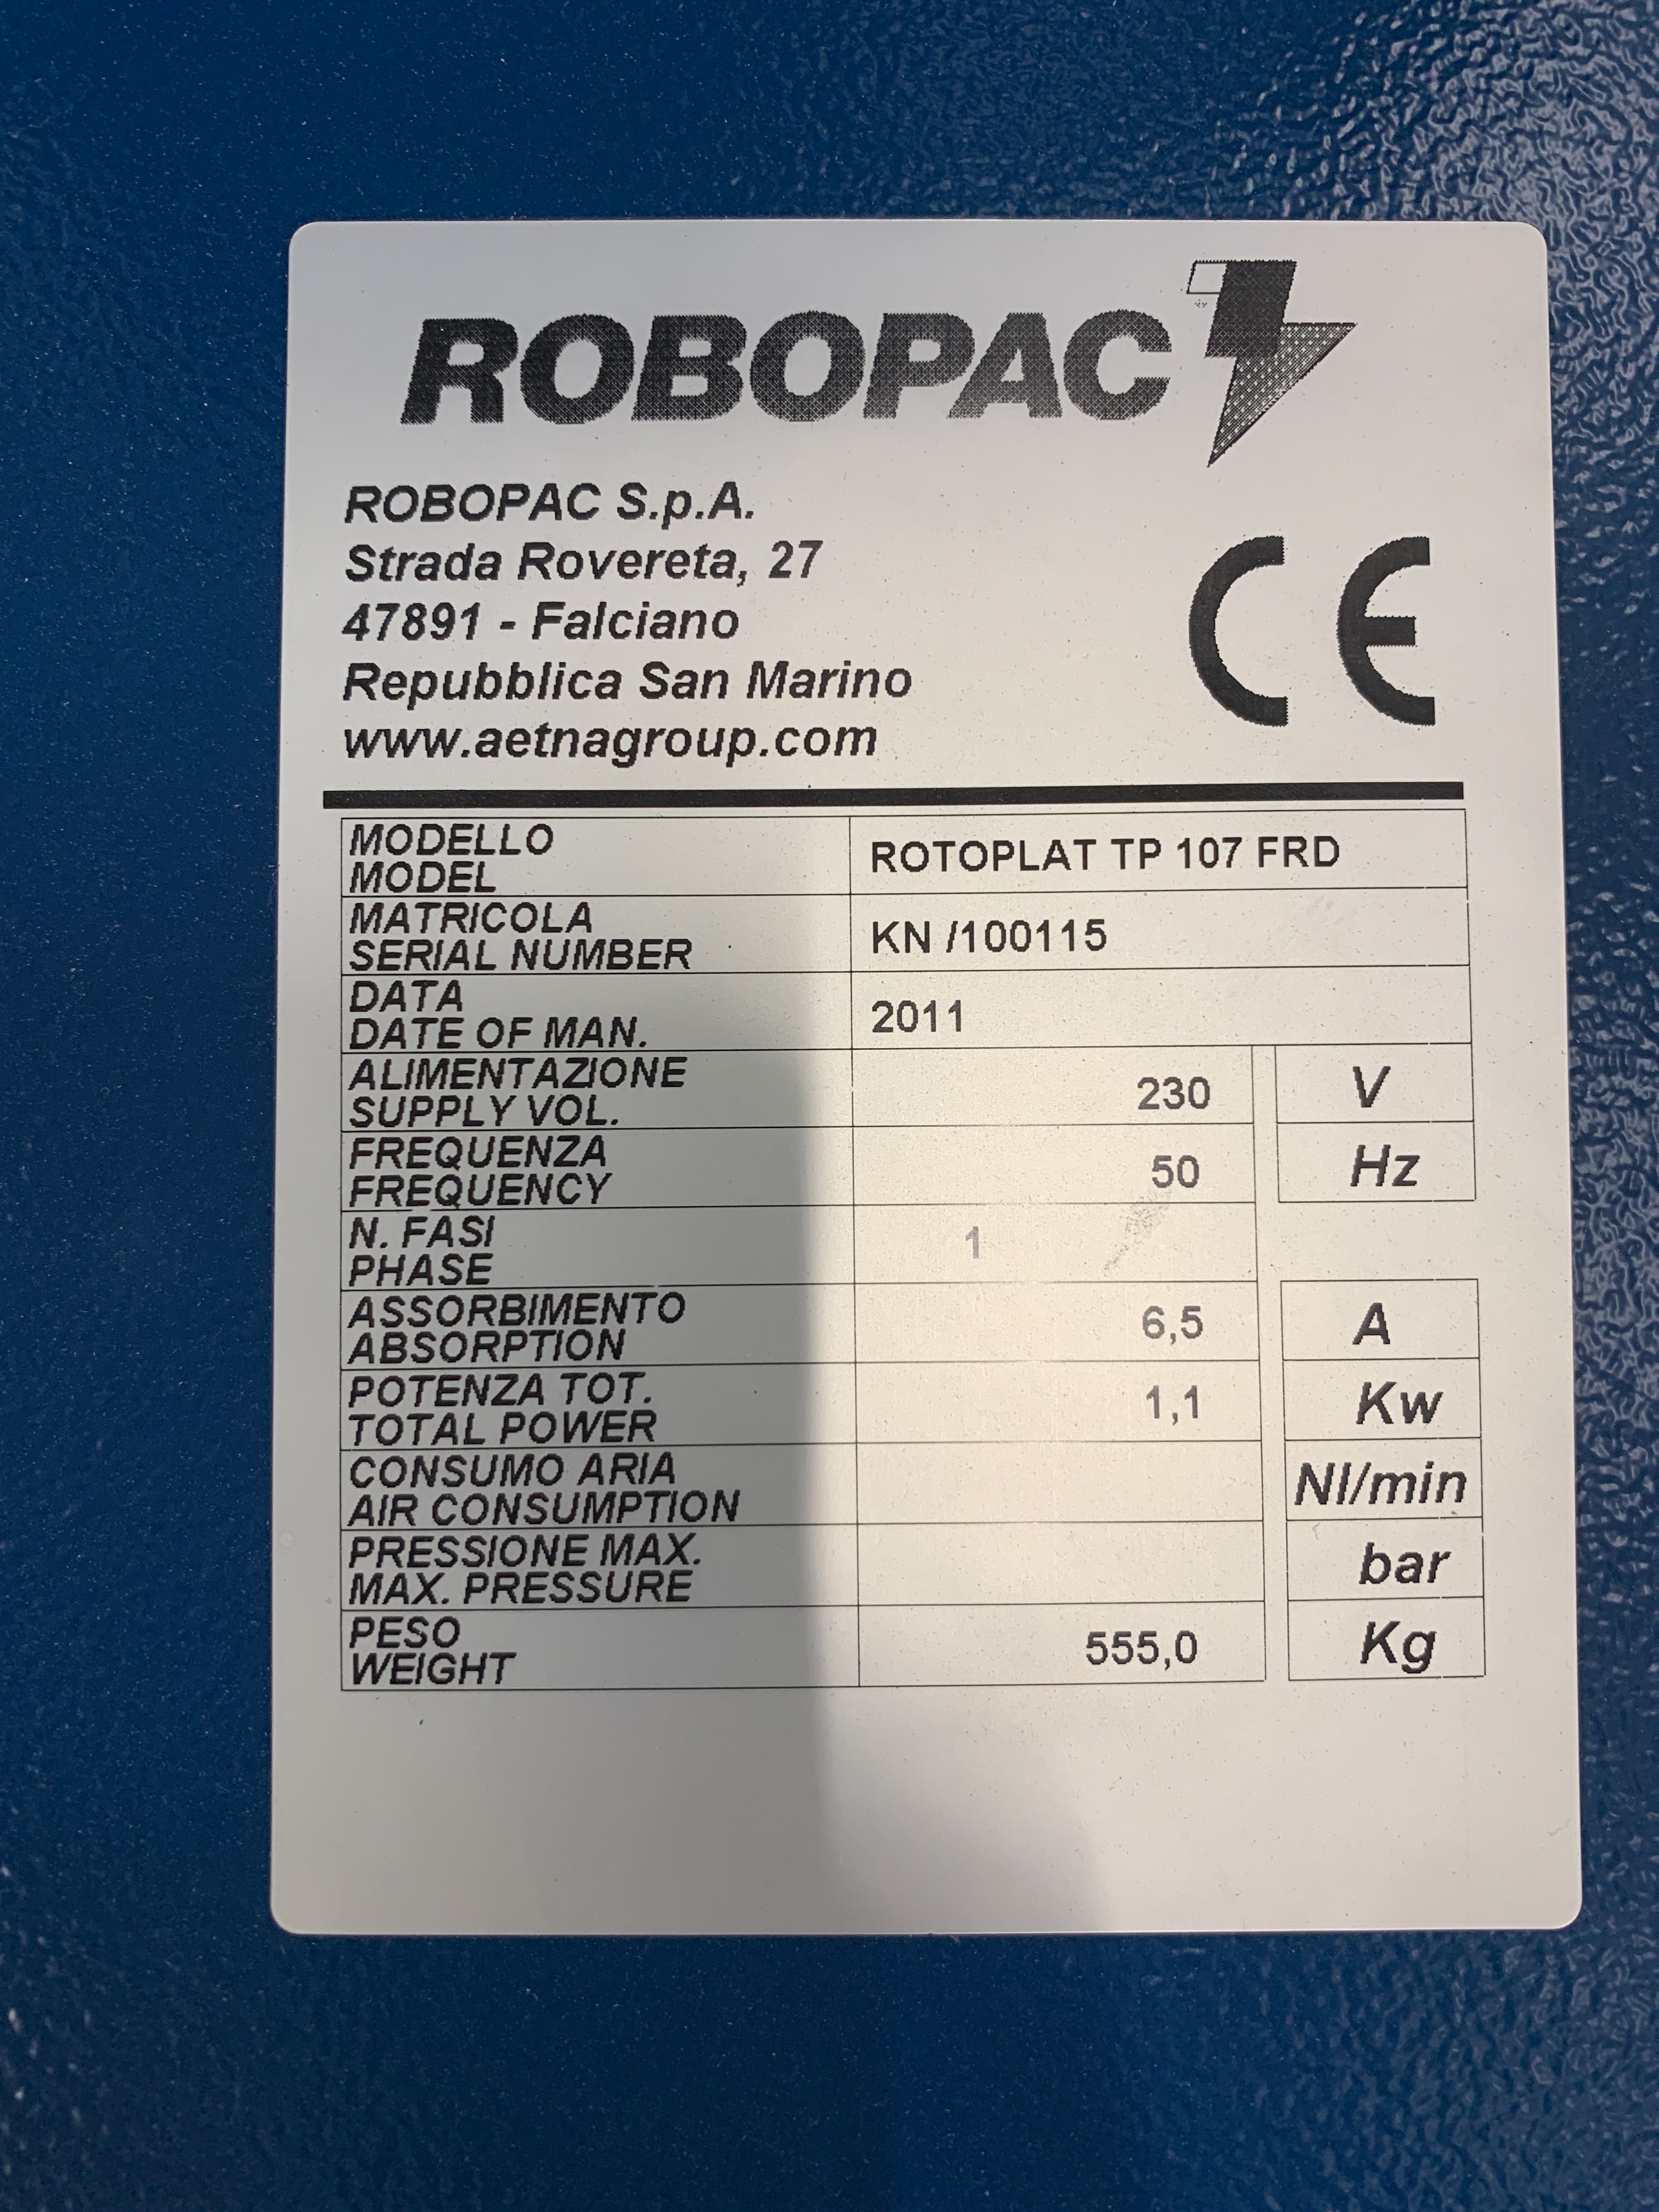 ROBOPAC
ROBOPAC S.p.A.
Strada Rovereta, 27
47891 - Falciano
Repubblica San Marino
www.aetnagroup.com
CE
MODELLO
MODEL
ROTOPLAT TP 107 FRD
MATRICOLA
SERIAL NUMBER
KN /100115
DATA
DATE OF MAN.
2011
ALIMENTAZIONE
SUPPLY VOL.
230 V
FREQUENZA
FREQUENCY
50 Hz
N. FASI
PHASE
1
ASSORBIMENTO
ABSORPTION
6,5 A
POTENZA TOT.
TOTAL POWER
1,1 Kw
CONSUMO ARIA
AIR CONSUMPTION
Nl/min
PRESSIONE MAX.
MAX. PRESSURE
bar
PESO
WEIGHT
555,0 Kg